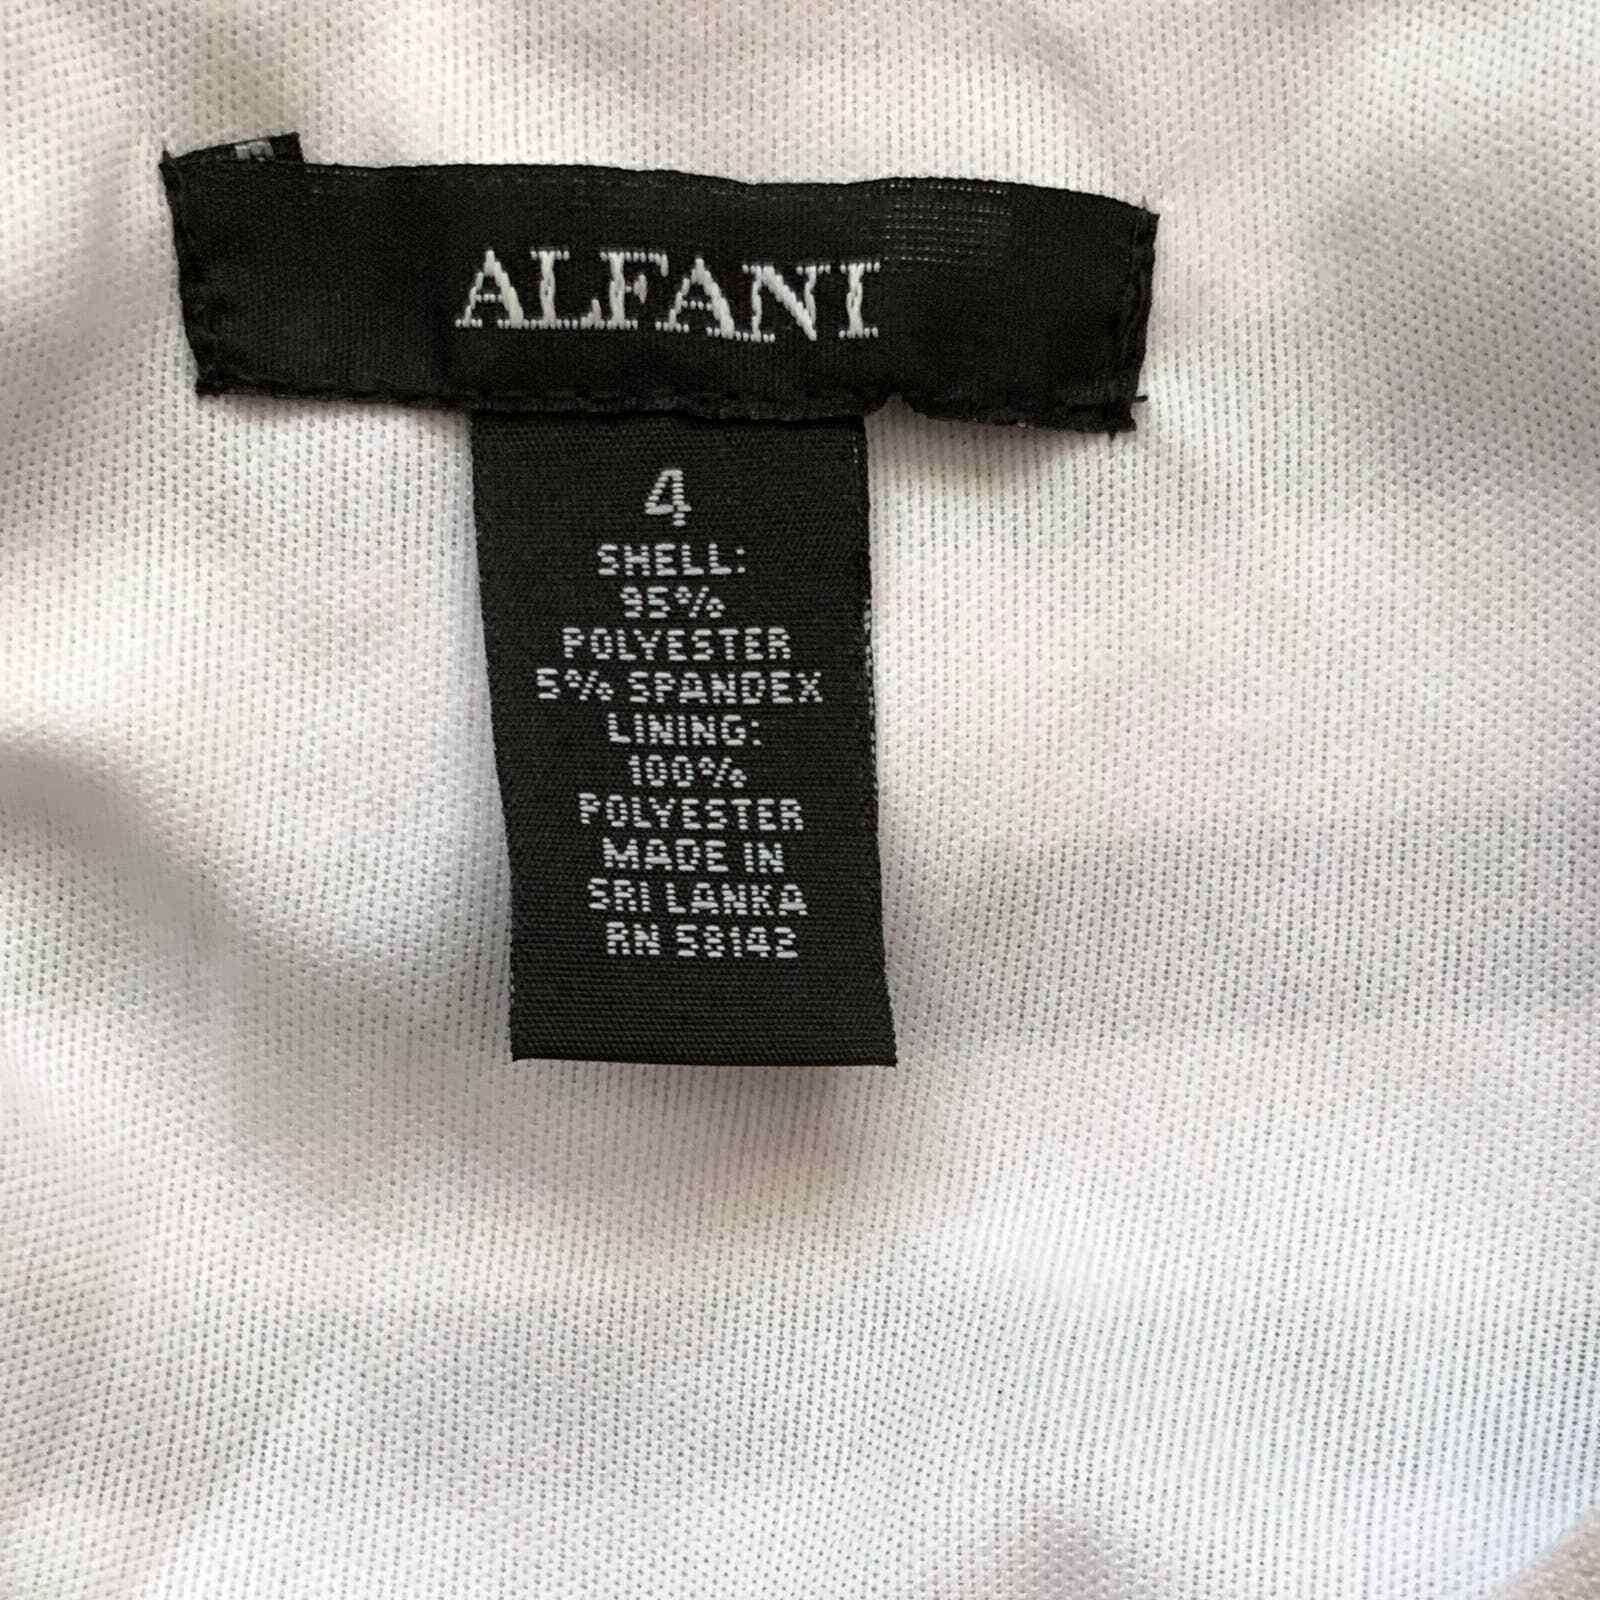 ALFANI
4
SHELL:
95%
POLYESTER
5% SPANDEX
LINING:
100%
POLYESTER
MADE IN
SRI LANKA
RN 58142